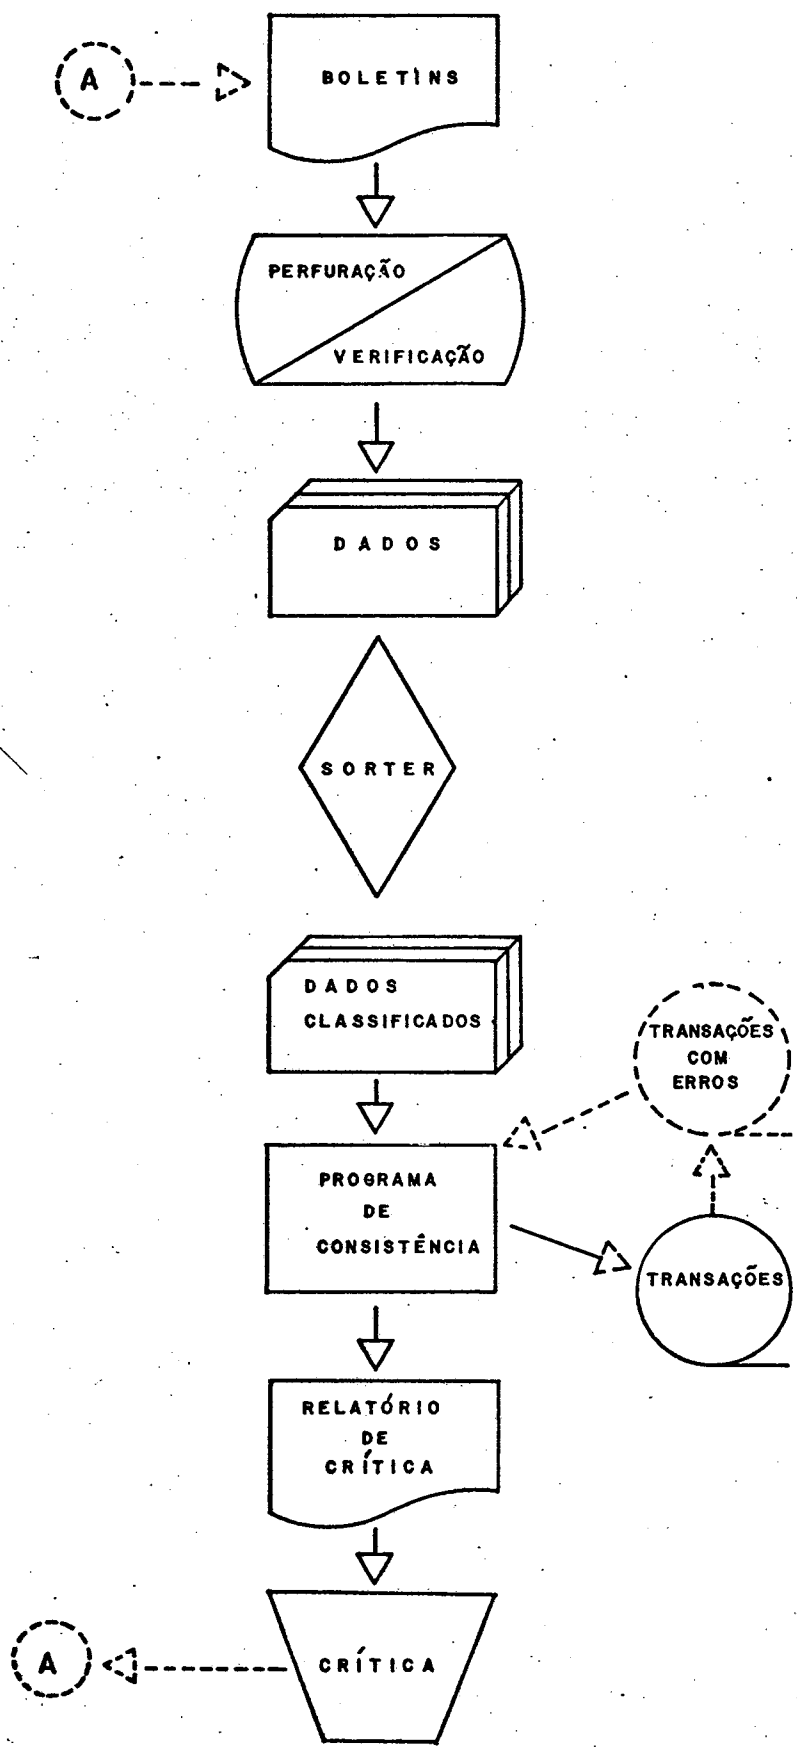 A
BOLETINS
PERFURAÇÃO
VERIFICAÇÃO
DADOS
SORTER
DADOS
CLASSIFICADOS
TRANSAÇÕES
COM
ERROS
PROGRAMA
DE
CONSISTÊNCIA
TRANSAÇÕES
RELATÓRIO
DE
CRÍTICA
A
CRÍTICA